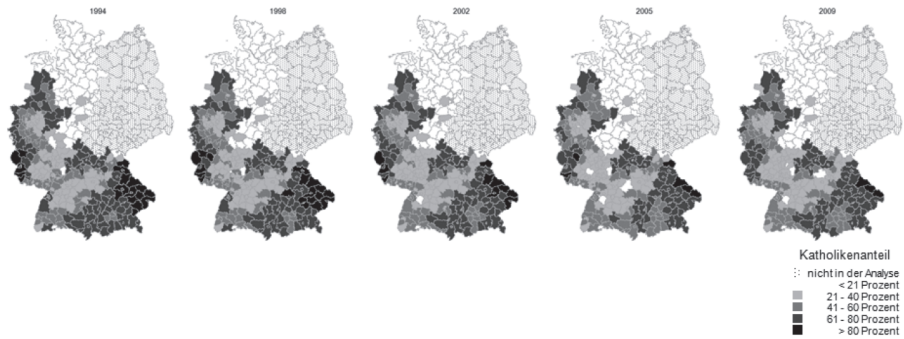 1994
1998
2002
2005
2009
Katholikenanteil
nicht in der Analyse
< 21 Prozent
21 - 40 Prozent
41 - 60 Prozent
61 - 80 Prozent
> 80 Prozent